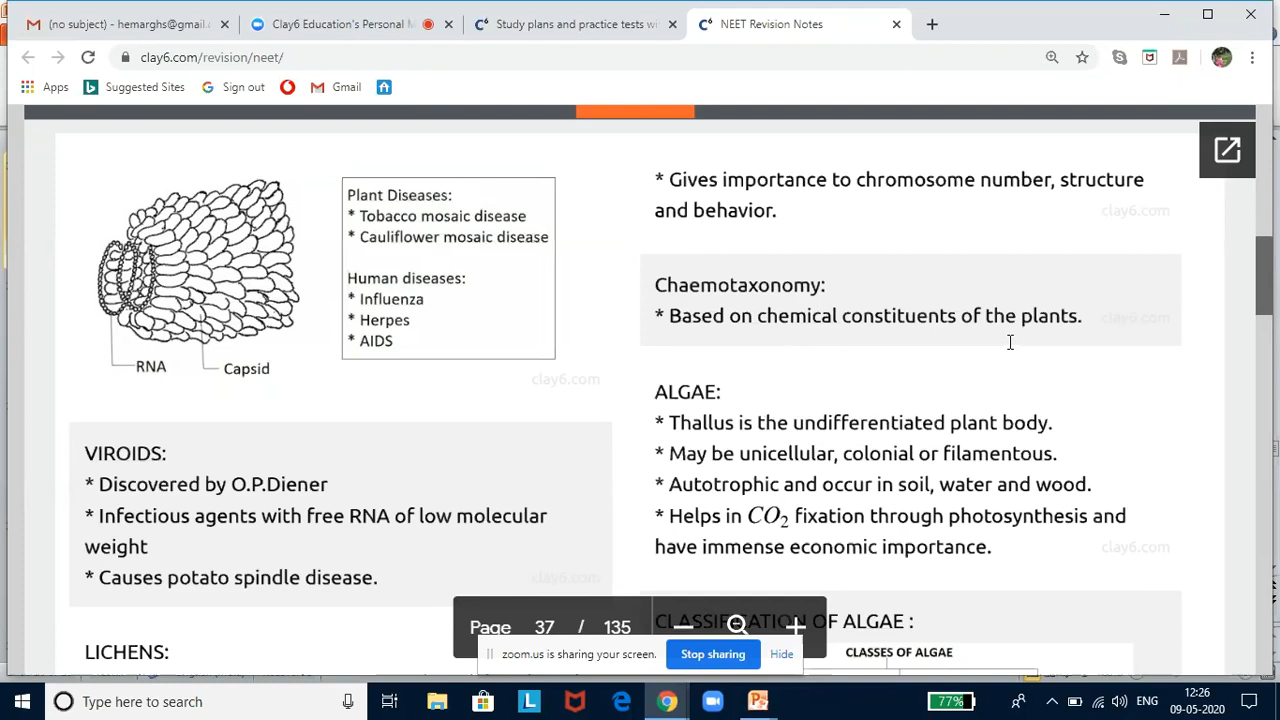 (no subject) - hemarghs@gmail.
Clay6 Education's Personal M
Study plans and practice tests wi
NEET Revision Notes
clay6.com/revision/neet/
Apps
Suggested Sites
Sign out
Gmail
Plant Diseases:
* Tobacco mosaic disease
* Cauliflower mosaic disease
Human diseases:
* Influenza
* Herpes
* AIDS
RNA
Capsid
clay6.com
VIROIDS:
* Discovered by O.P.Diener
* Infectious agents with free RNA of low molecular
weight
* Causes potato spindle disease.
clay6.com
LICHENS:
* Gives importance to chromosome number, structure
and behavior.
clay6.com
Chaemotaxonomy:
* Based on chemical constituents of the plants.
clay6.com
ALGAE:
* Thallus is the undifferentiated plant body.
* May be unicellular, colonial or filamentous.
* Autotrophic and occur in soil, water and wood.
* Helps in CO₂ fixation through photosynthesis and
have immense economic importance.
clay6.com
CLASSIFICATION OF ALGAE :
CLASSES OF ALGAE
Page 37 / 135
zoom.us is sharing your screen.
Stop sharing
Hide
Type here to search
77%
ENG
12:26
09-05-2020